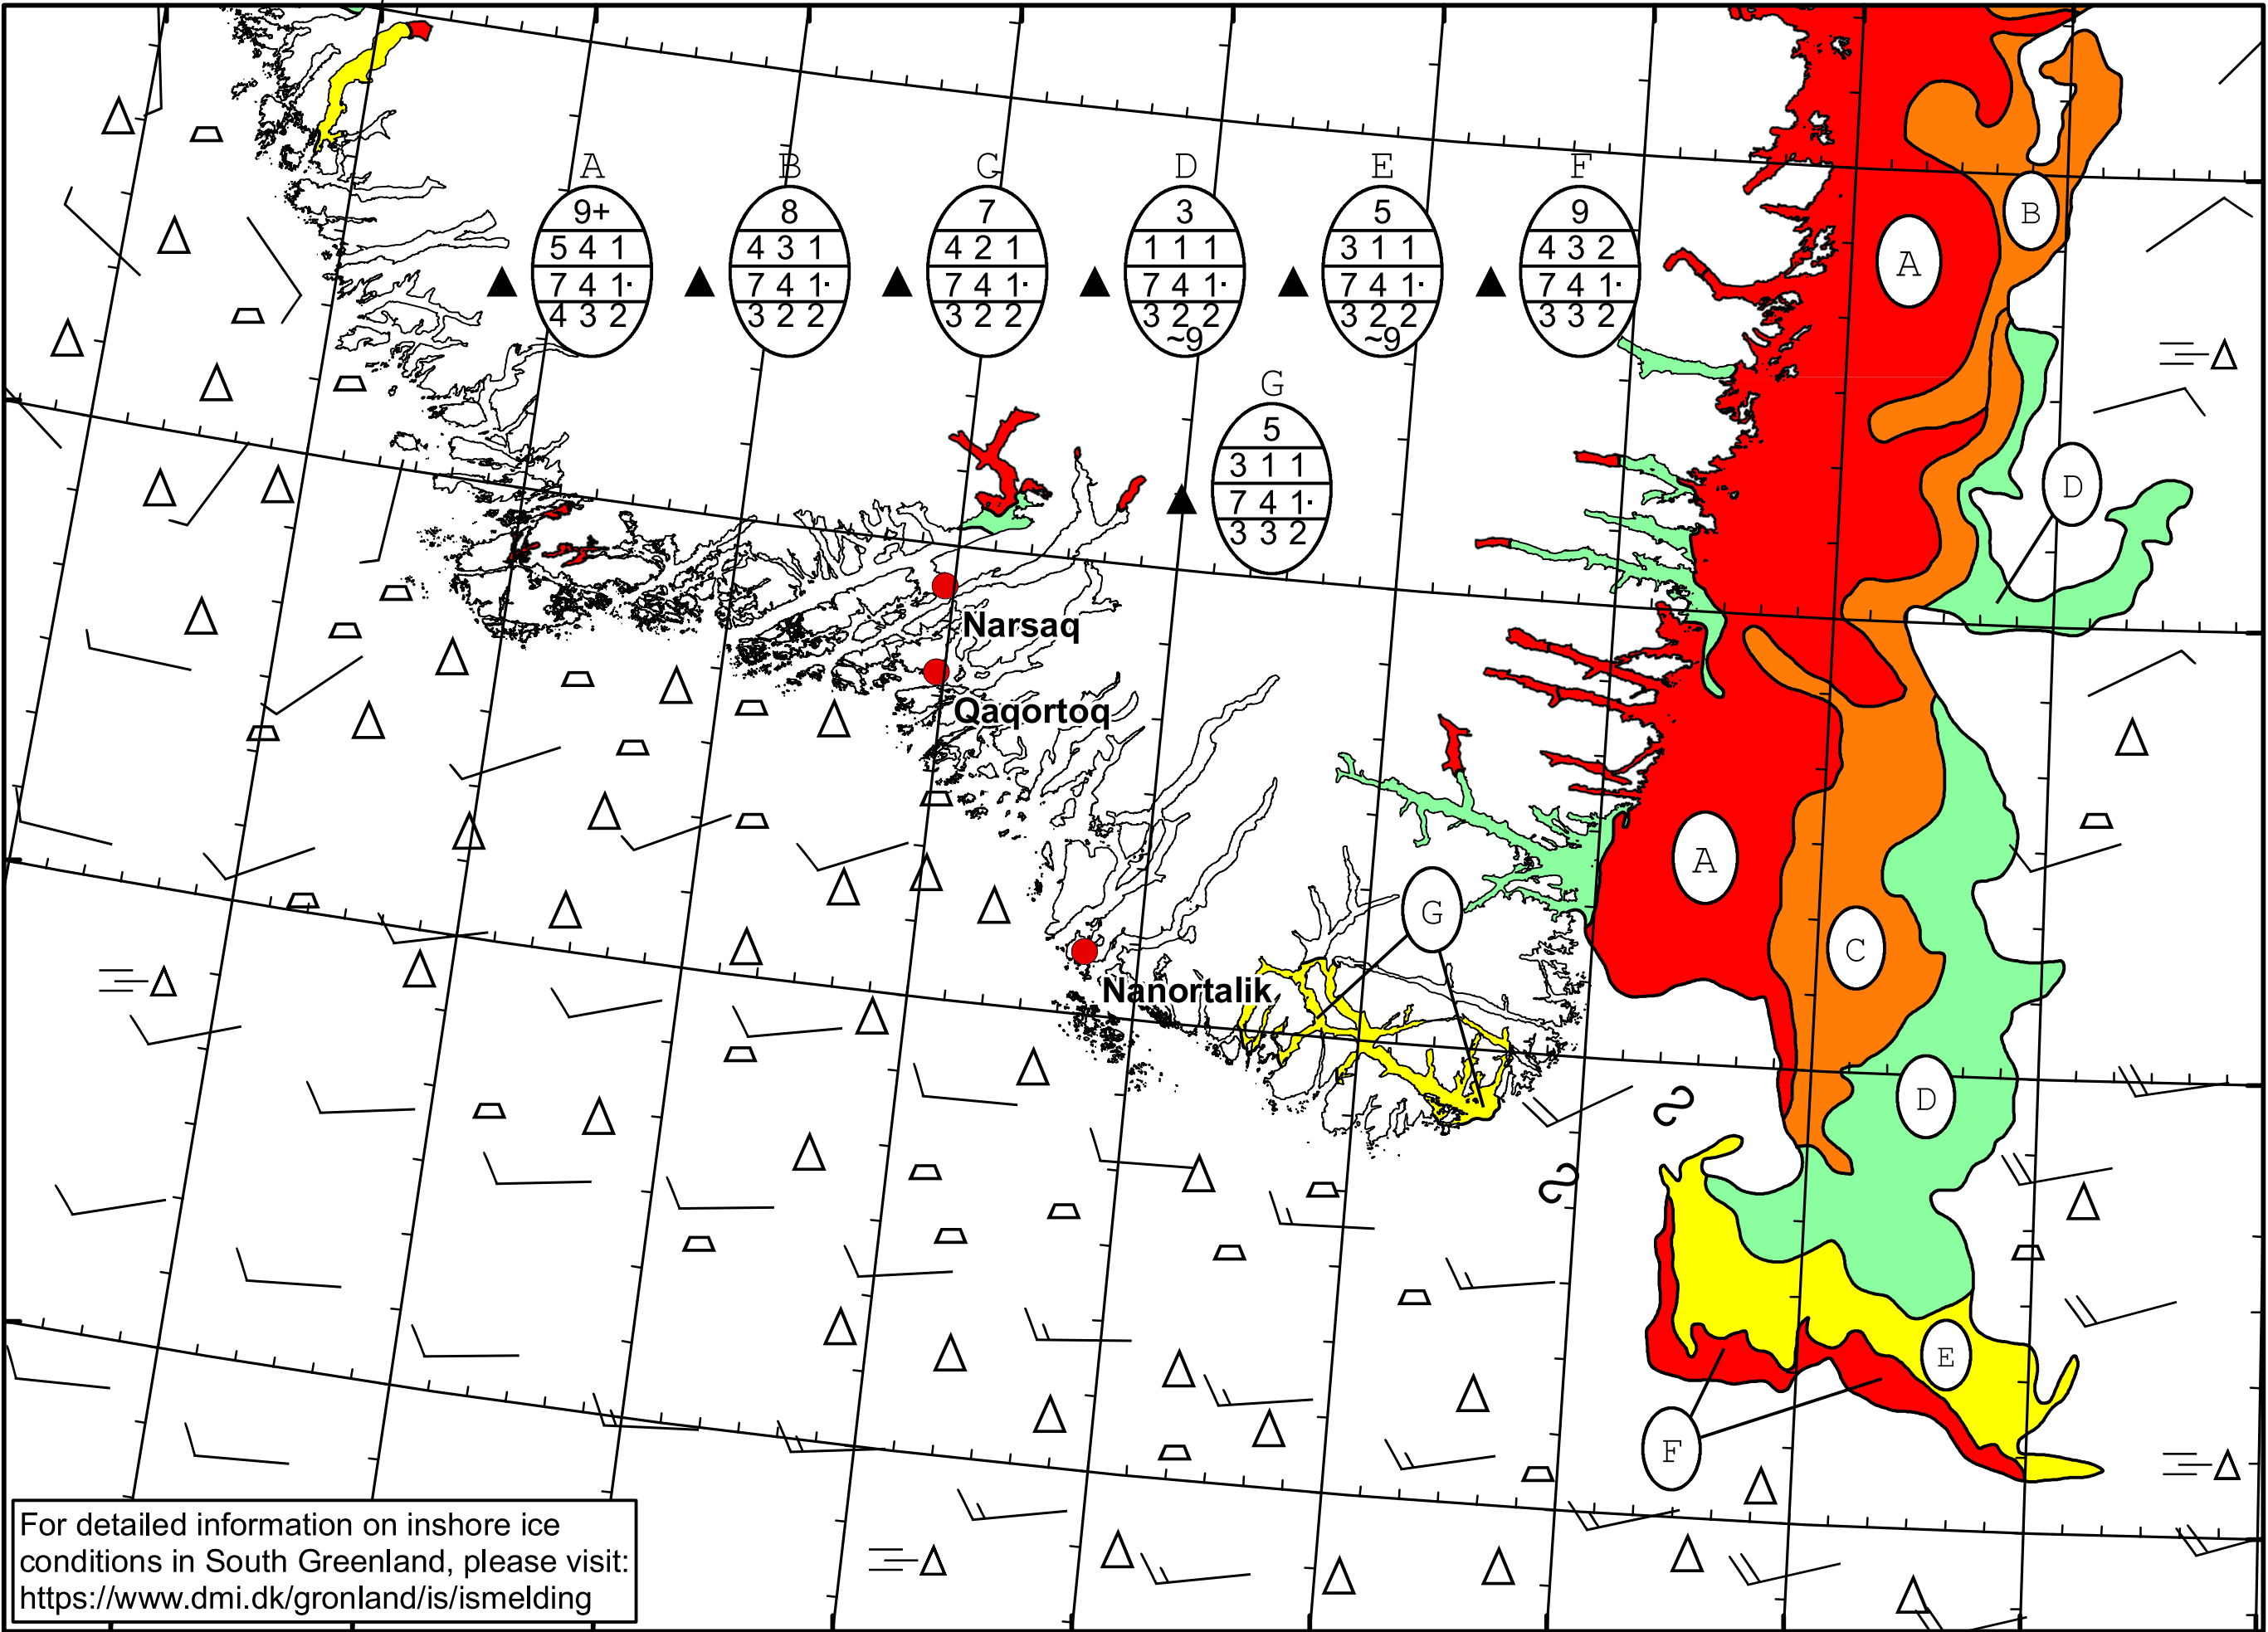 A B C D E F
9+ 8 7 3 5 9
5 4 1 4 3 1 4 2 1 1 1 1 3 1 1 4 3 2
7 4 1· 7 4 1· 7 4 1· 7 4 1· 7 4 1· 7 4 1·
4 3 2 3 2 2 3 2 2 3 2 2 3 2 2 3 3 2
~9 ~9
B
A
G
5
3 1 1
7 4 1·
3 3 2
D
Narsaq
Qaqortoq
A
G
C
Nanortalik
D
E
F
For detailed information on inshore ice
conditions in South Greenland, please visit:
https://www.dmi.dk/gronland/is/ismelding